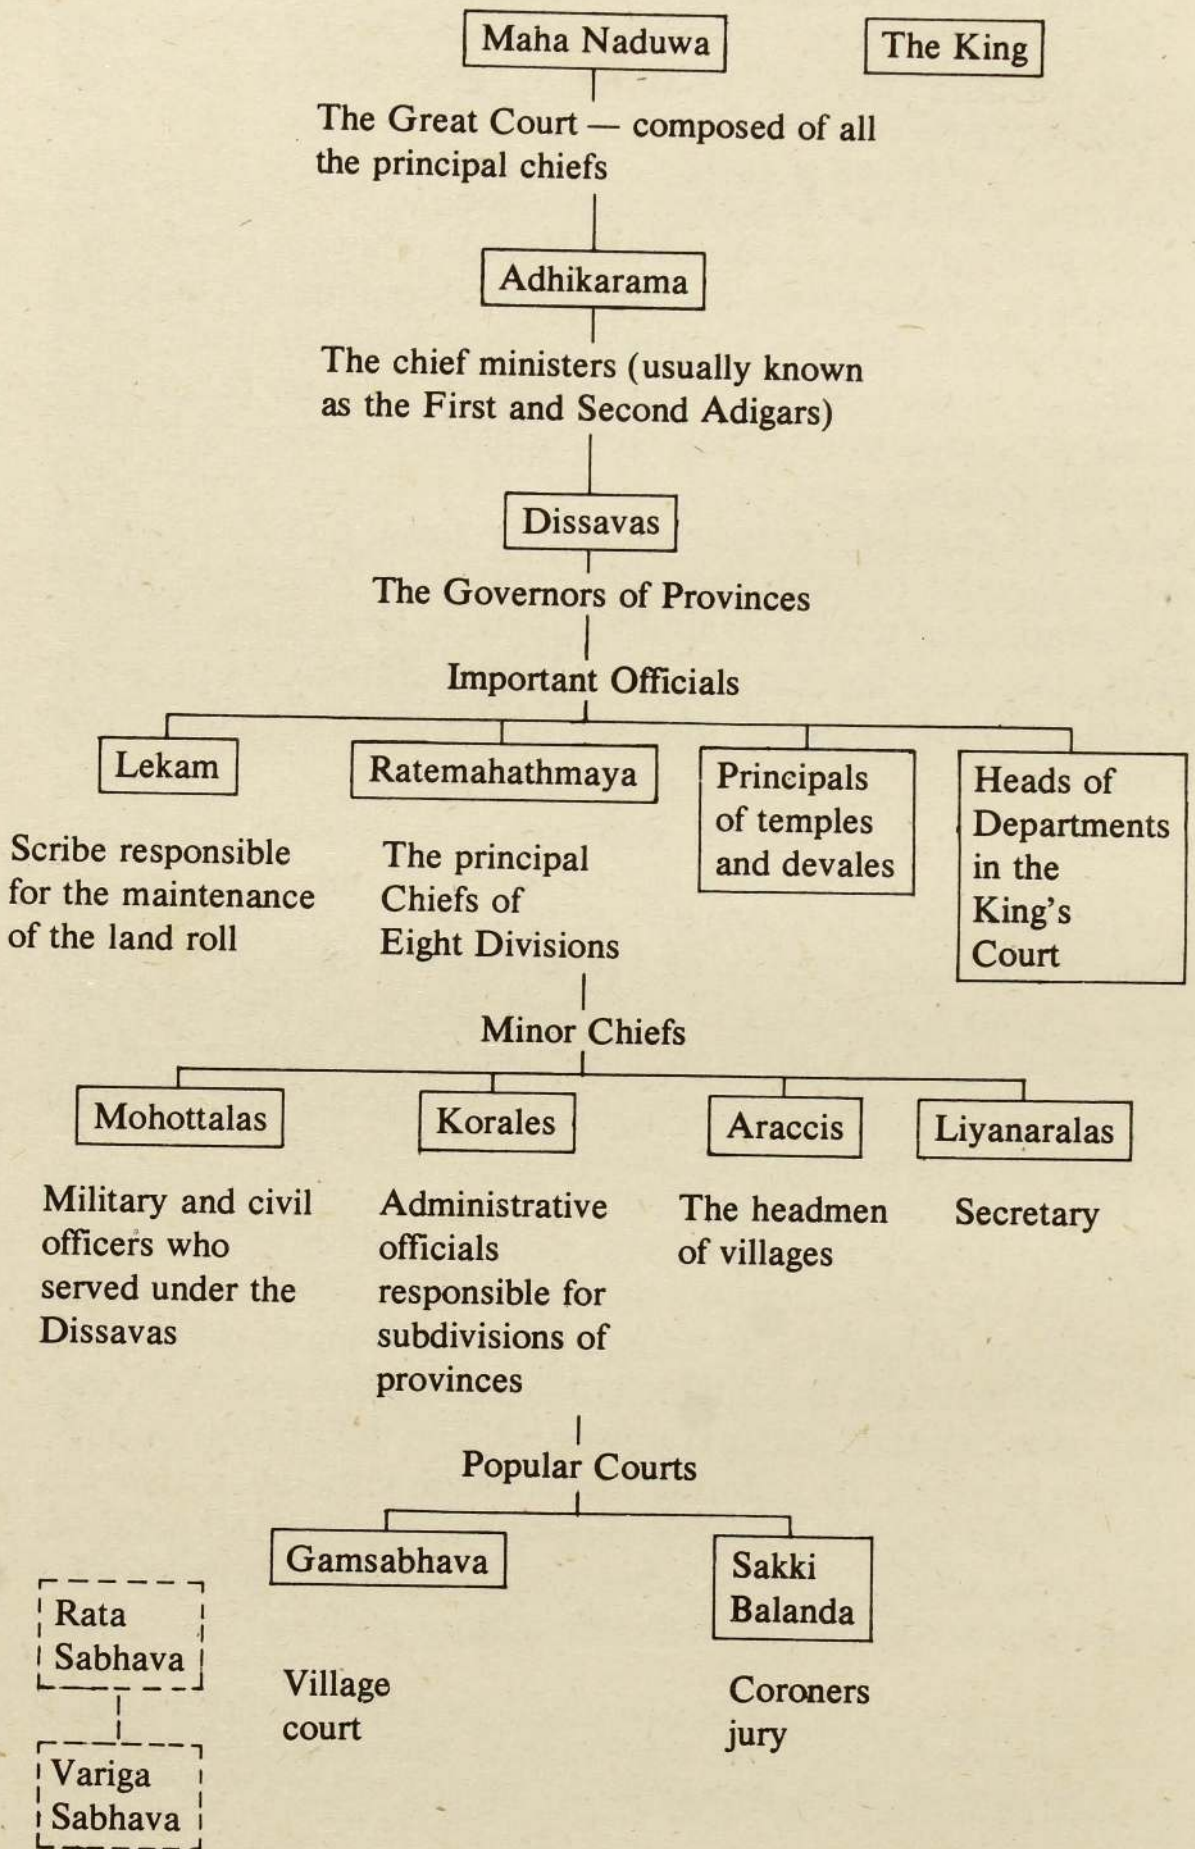 Maha Naduwa
The King
The Great Court — composed of all
the principal chiefs
Adhikarama
The chief ministers (usually known
as the First and Second Adigars)
Dissavas
The Governors of Provinces
Important Officials
Lekam
Scribe responsible
for the maintenance
of the land roll
Ratemahathmaya
The principal
Chiefs of
Eight Divisions
Principals
of temples
and devales
Heads of
Departments
in the
King's
Court
Minor Chiefs
Mohottalas
Military and civil
officers who
served under the
Dissavas
Korales
Administrative
officials
responsible for
subdivisions of
provinces
Araccis
The headmen
of villages
Liyanaralas
Secretary
Popular Courts
Gamsabhava
Village
court
Sakki
Balanda
Coroners
jury
Rata
Sabhava
Variga
Sabhava